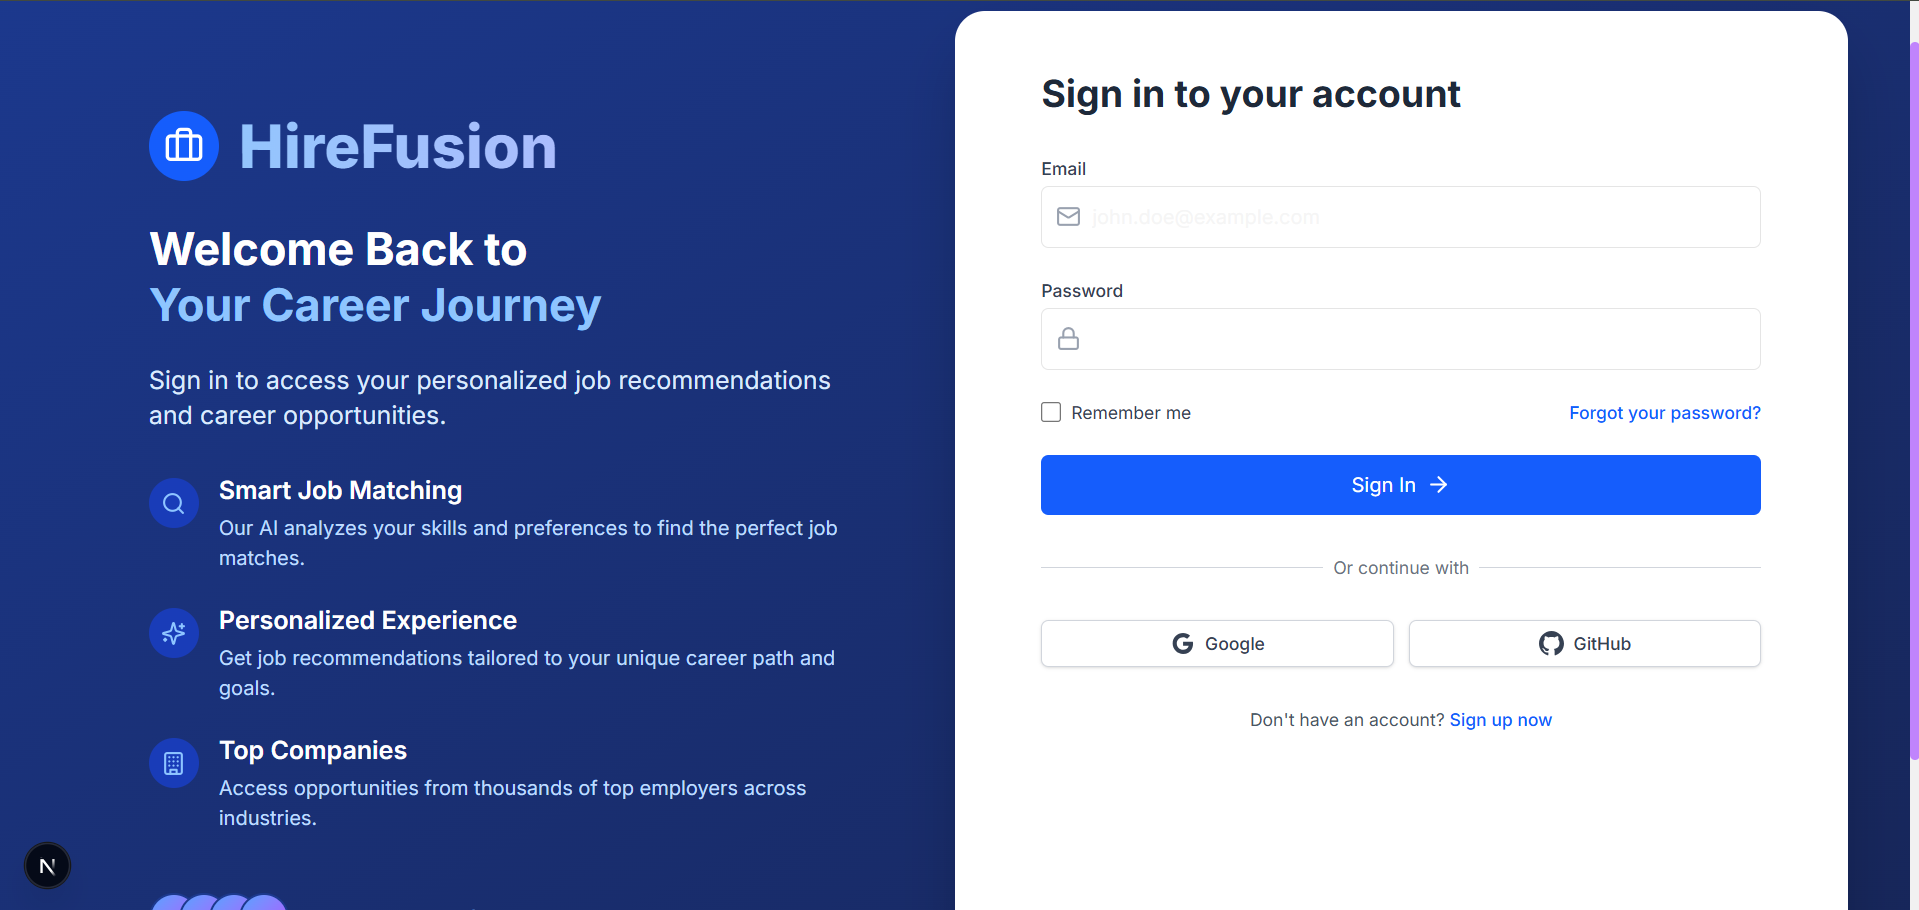 HireFusion
Welcome Back to
Your Career Journey
Sign in to access your personalized job recommendations
and career opportunities.
Smart Job Matching
Our AI analyzes your skills and preferences to find the perfect job
matches.
Personalized Experience
Get job recommendations tailored to your unique career path and
goals.
Top Companies
Access opportunities from thousands of top employers across
industries.
N
Sign in to your account
Email
john.doe@example.com
Password
Remember me
Forgot your password?
Sign In
Or continue with
G Google
GitHub
Don't have an account? Sign up now